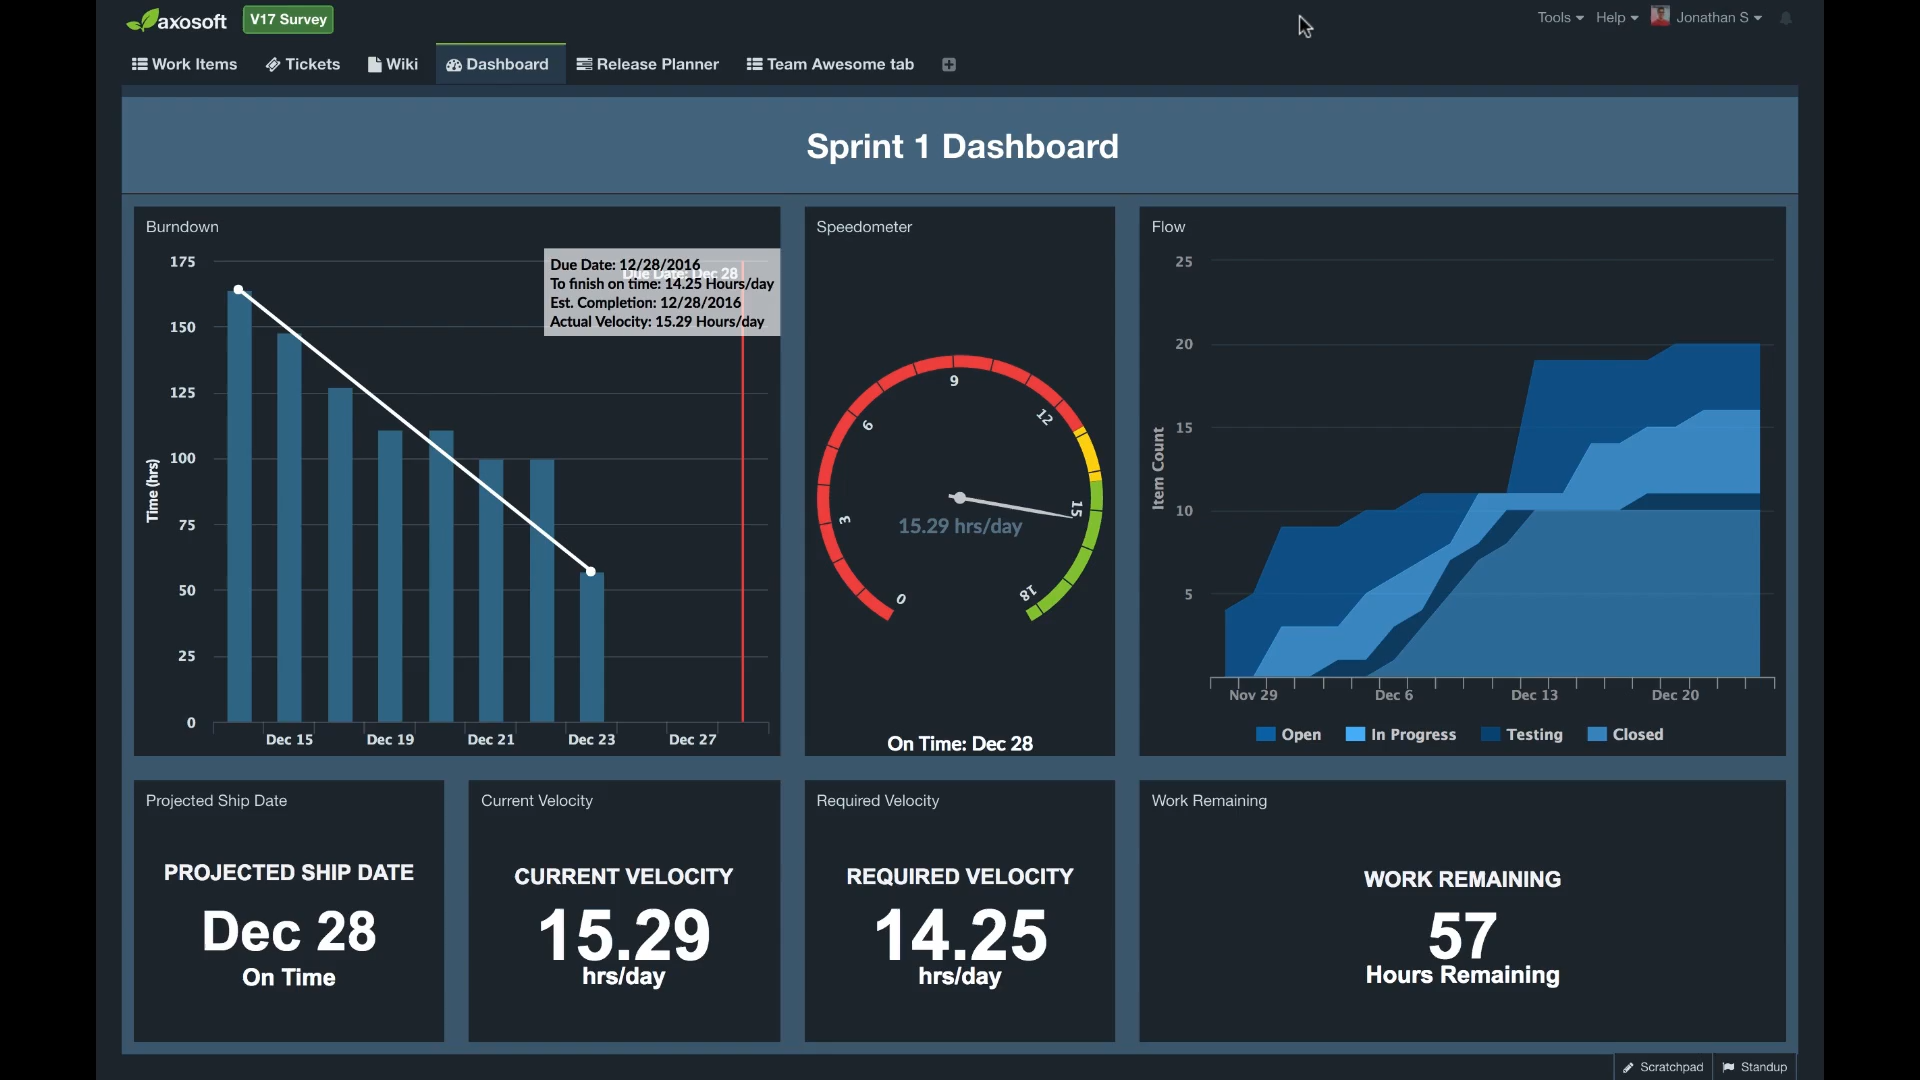 axosoft
V17 Survey
Tools
Help
Jonathan S
Work Items
Tickets
Wiki
Dashboard
Release Planner
Team Awesome tab
Sprint 1 Dashboard
Burndown
175
150
125
100
75
50
25
0
Time (hrs)
Due Date: Dec 28
Due Date: 12/28/2016
To finish on time: 14.25 Hours/day
Est. Completion: 12/28/2016
Actual Velocity: 15.29 Hours/day
Dec 15
Dec 19
Dec 21
Dec 23
Dec 27
Speedometer
0
3
6
9
12
15
18
15.29 hrs/day
On Time: Dec 28
Flow
25
20
15
10
5
Item Count
Nov 29
Dec 6
Dec 13
Dec 20
Open
In Progress
Testing
Closed
Projected Ship Date
PROJECTED SHIP DATE
Dec 28
On Time
Current Velocity
CURRENT VELOCITY
15.29
hrs/day
Required Velocity
REQUIRED VELOCITY
14.25
hrs/day
Work Remaining
WORK REMAINING
57
Hours Remaining
Scratchpad
Standup